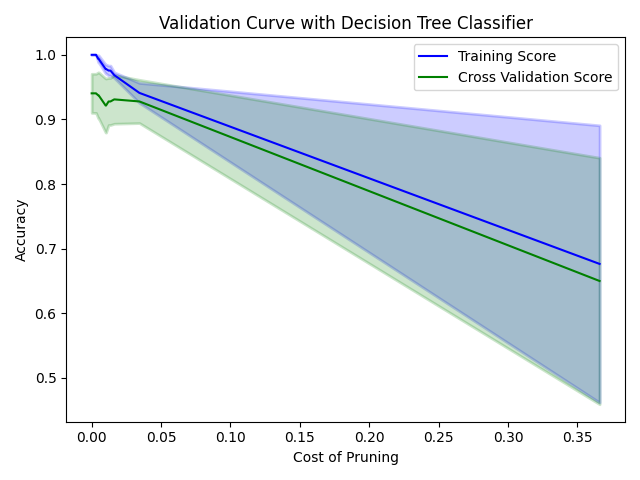 Validation Curve with Decision Tree Classifier
Training Score
Cross Validation Score
1.0
0.9
0.8
0.7
0.6
0.5
Accuracy
0.00 0.05 0.10 0.15 0.20 0.25 0.30 0.35
Cost of Pruning